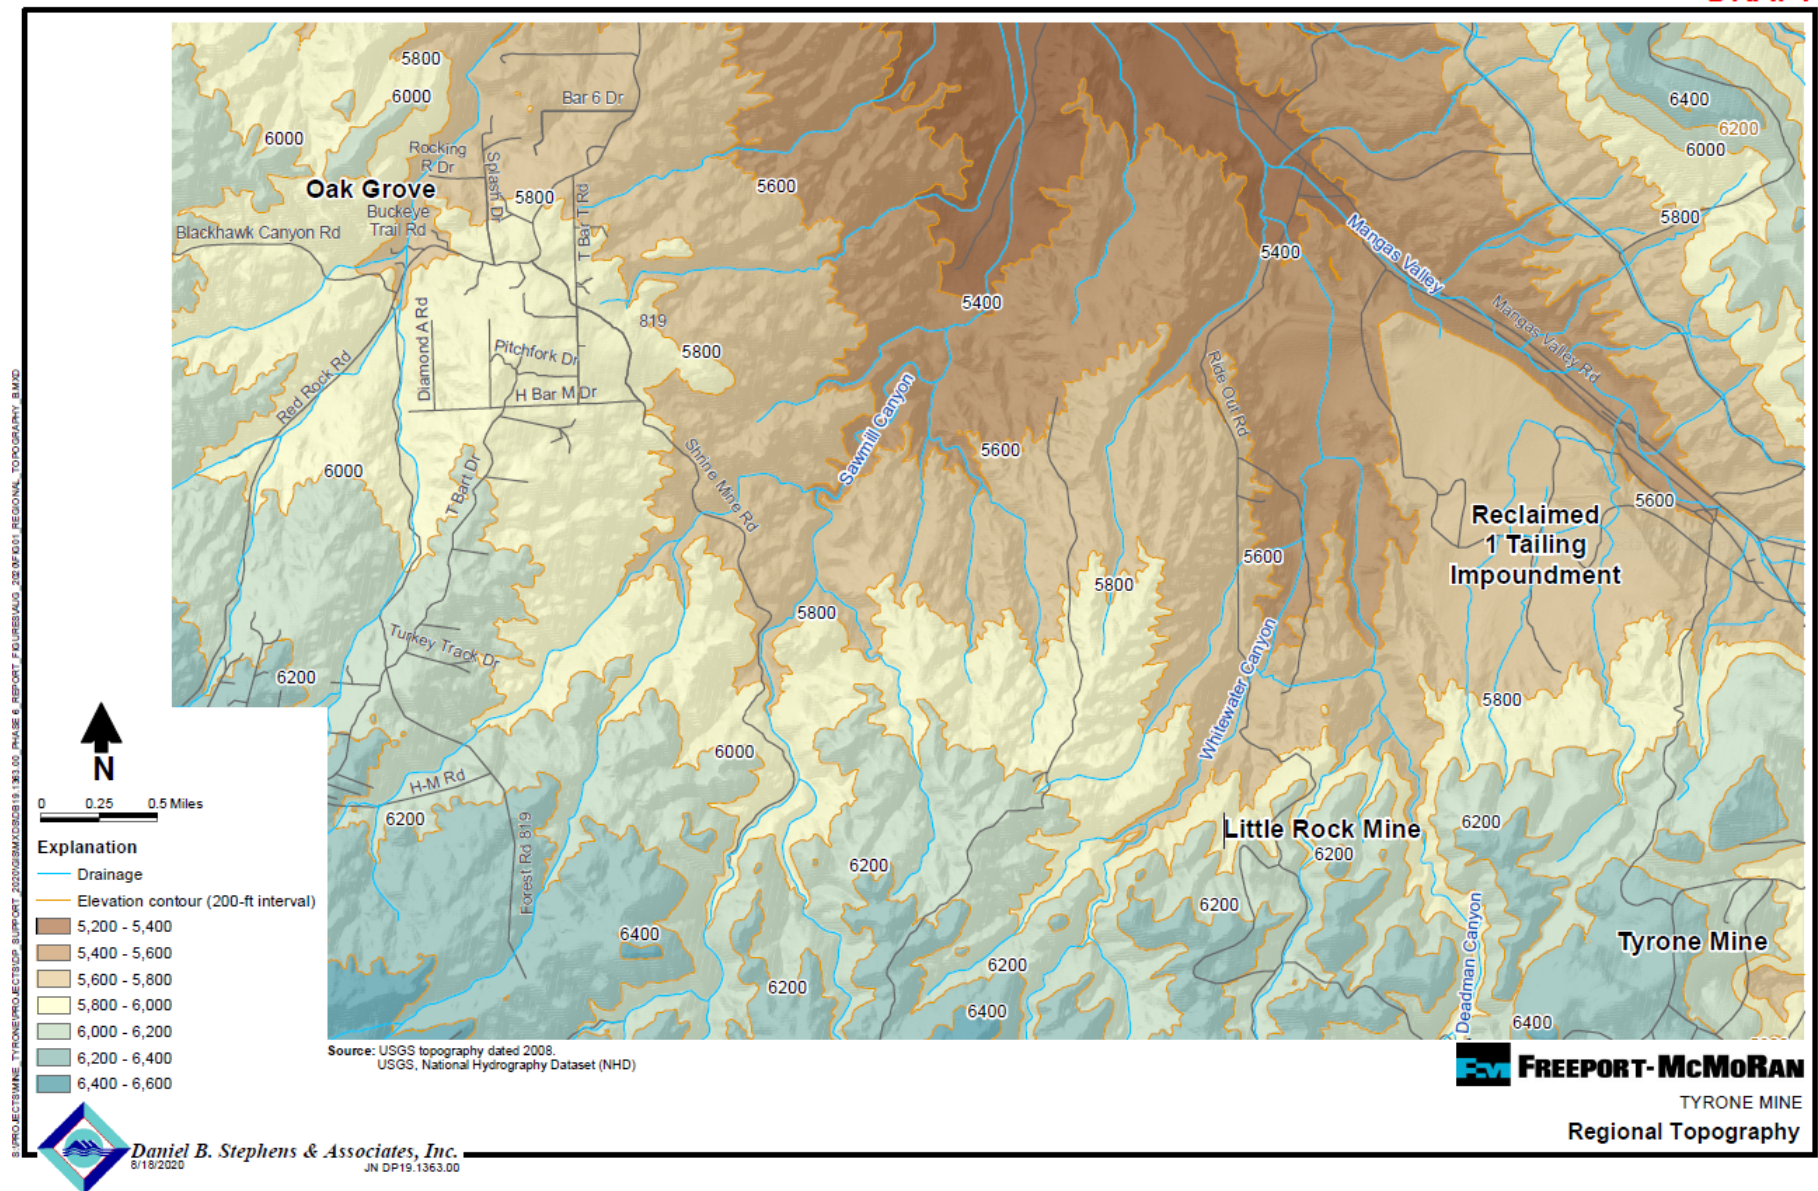 5800
6000
6000
Bar 6 Dr
Rocking
R Dr
Splash Dr
Oak Grove
Buckeye
Trail Rd
5800
T Bar T Rd
Blackhawk Canyon Rd
5600
6400
6200
6000
5800
Mangas Valley
5400
5400
Mangas Valley Rd
819
5800
Diamond A Rd
Pitchfork Dr
H Bar M Dr
Red Rock Rd
Ride Out Rd
Sawmill Canyon
5600
6000
T Bart Dr
Shrine Mine Rd
5600
Reclaimed
1 Tailing
Impoundment
5600
5800
5800
Turkey Track Dr
6200
Whitewater Canyon
5800
6000
H-M Rd
6200
Forest Rd 819
Little Rock Mine
6200
6200
6200
6200
6400
6200
6200
6400
Deadman Canyon
Tyrone Mine
6400
N
0 0.25 0.5 Miles
Explanation
Drainage
Elevation contour (200-ft interval)
5,200 - 5,400
5,400 - 5,600
5,600 - 5,800
5,800 - 6,000
6,000 - 6,200
6,200 - 6,400
6,400 - 6,600
Source: USGS topography dated 2008.
USGS, National Hydrography Dataset (NHD)
FREEPORT-MCMORAN
TYRONE MINE
Regional Topography
Daniel B. Stephens & Associates, Inc.
8/18/2020
JN DP19.1363.00